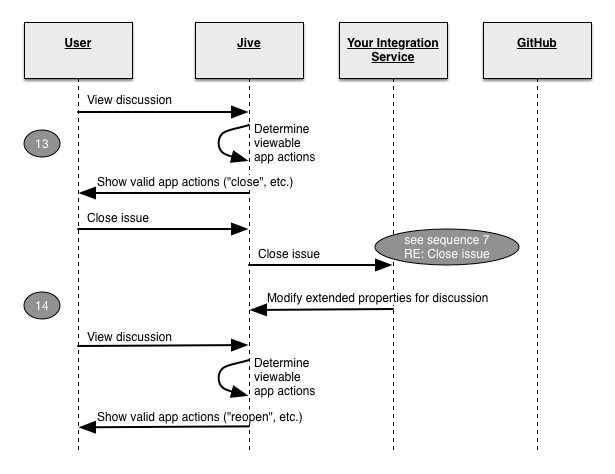 User
Jive
Your Integration
Service
GitHub
View discussion
13
Determine
viewable
app actions
Show valid app actions ("close", etc.)
Close issue
see sequence 7
RE: Close issue
Close issue
14
Modify extended properties for discussion
View discussion
Determine
viewable
app actions
Show valid app actions ("reopen", etc.)